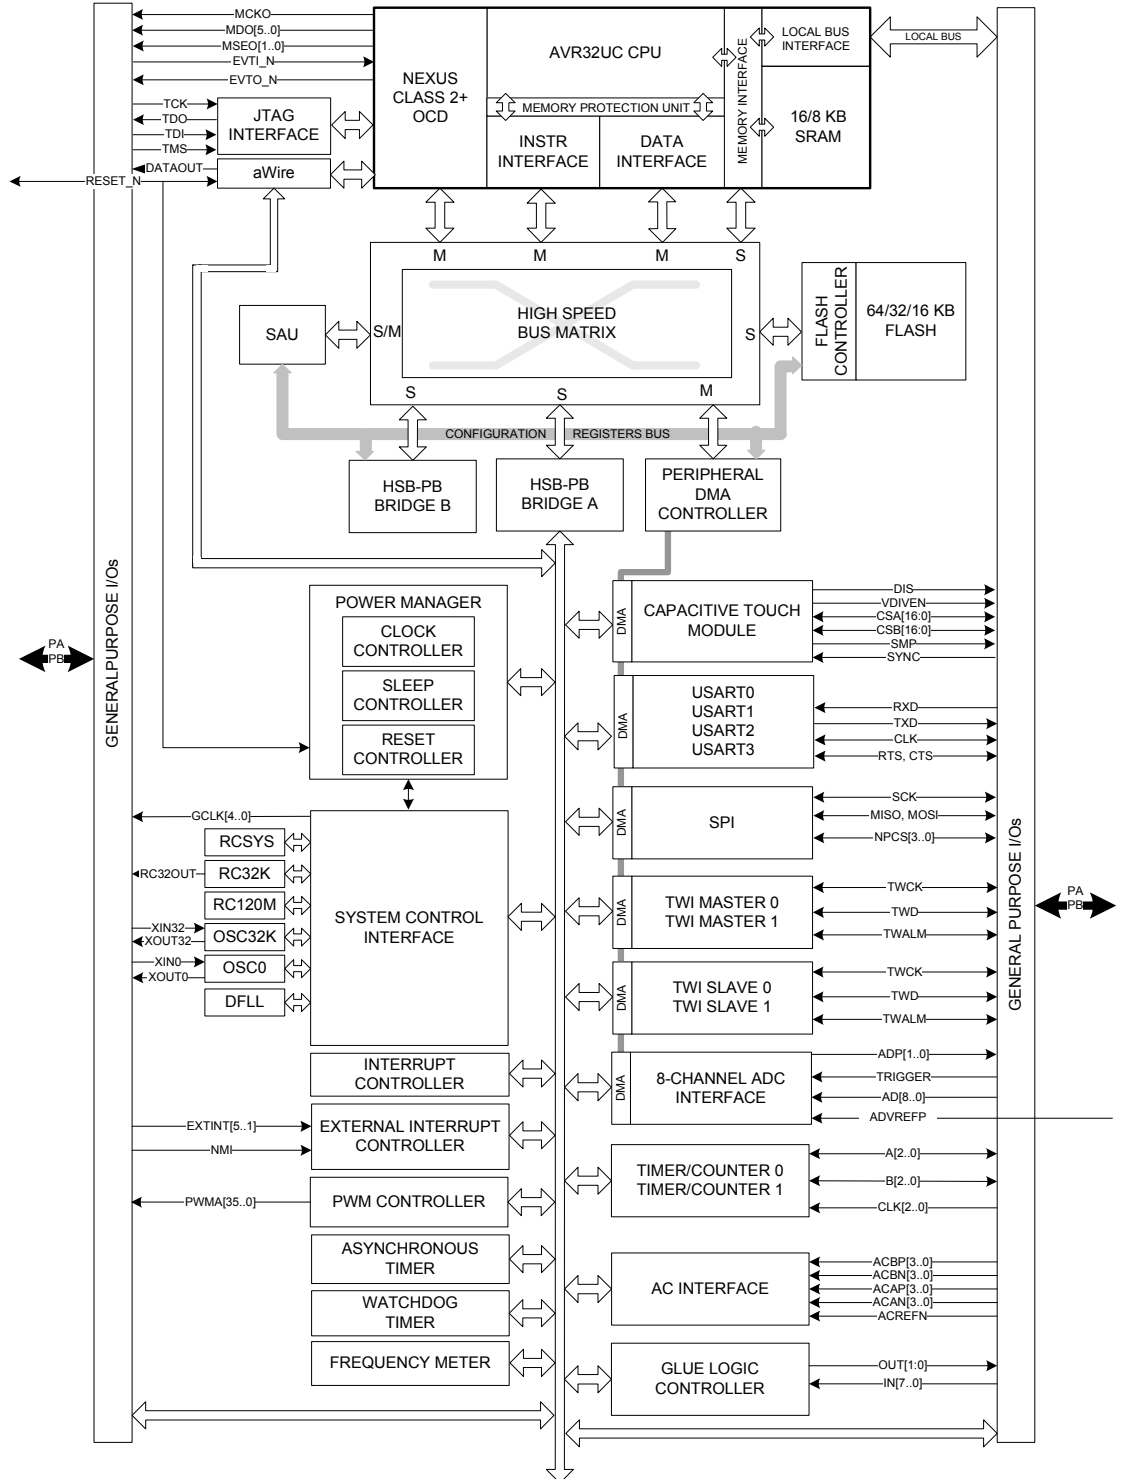 MCKO
MDO[5..0]
MSEO[1..0]
EVTI_N
EVTO_N
TCK
TDO
TDI
TMS
DATAOUT
RESET_N
JTAG
INTERFACE
aWire
NEXUS
CLASS 2+
OCD
AVR32UC CPU
MEMORY PROTECTION UNIT
INSTR
INTERFACE
DATA
INTERFACE
MEMORY INTERFACE
LOCAL BUS
INTERFACE
16/8 KB
SRAM
LOCAL BUS
M
M
M
S
SAU
S/M
HIGH SPEED
BUS MATRIX
S
FLASH
CONTROLLER
64/32/16 KB
FLASH
S
S
M
CONFIGURATION
REGISTERS BUS
HSB-PB
BRIDGE B
HSB-PB
BRIDGE A
PERIPHERAL
DMA
CONTROLLER
GENERALPURPOSE I/Os
PA
PB
POWER MANAGER
CLOCK
CONTROLLER
SLEEP
CONTROLLER
RESET
CONTROLLER
GCLK[4..0]
RCSYS
RC32OUT
RC32K
RC120M
XIN32
XOUT32
OSC32K
XIN0
XOUT0
OSC0
DFLL
SYSTEM CONTROL
INTERFACE
INTERRUPT
CONTROLLER
EXTINT[5..1]
NMI
EXTERNAL INTERRUPT
CONTROLLER
PWMA[35..0]
PWM CONTROLLER
ASYNCHRONOUS
TIMER
WATCHDOG
TIMER
FREQUENCY METER
DMA
CAPACITIVE TOUCH
MODULE
DIS
VDIVEN
CSA[16:0]
CSB[16:0]
SMP
SYNC
DMA
USART0
USART1
USART2
USART3
RXD
TXD
CLK
RTS, CTS
DMA
SPI
SCK
MISO, MOSI
NPCS[3..0]
DMA
TWI MASTER 0
TWI MASTER 1
TWCK
TWD
TWALM
DMA
TWI SLAVE 0
TWI SLAVE 1
TWCK
TWD
TWALM
DMA
8-CHANNEL ADC
INTERFACE
ADP[1..0]
TRIGGER
AD[8..0]
ADVREFP
TIMER/COUNTER 0
TIMER/COUNTER 1
A[2..0]
B[2..0]
CLK[2..0]
AC INTERFACE
ACBP[3..0]
ACBN[3..0]
ACAP[3..0]
ACAN[3..0]
ACREFN
GLUE LOGIC
CONTROLLER
OUT[1:0]
IN[7..0]
GENERAL PURPOSE I/Os
PA
PB